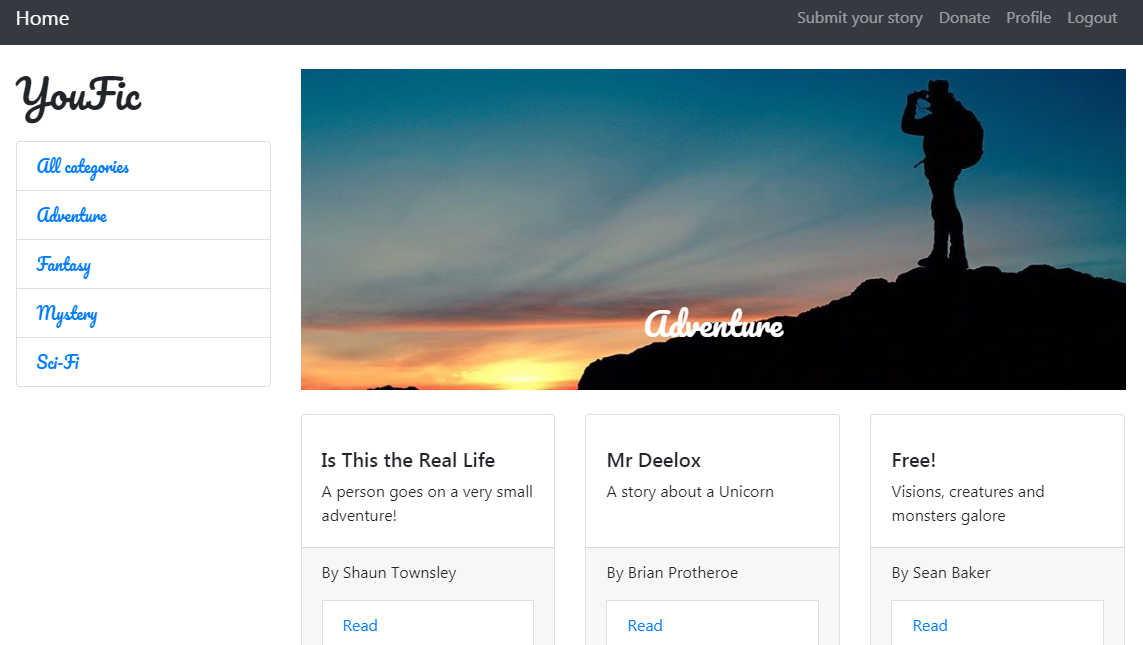 Home
Submit your story
Donate
Profile
Logout
YouFic
All categories
Adventure
Fantasy
Mystery
Sci-Fi
Adventure
Is This the Real Life
A person goes on a very small
adventure!
By Shaun Townsley
Read
Mr Deelox
A story about a Unicorn
By Brian Protheroe
Read
Free!
Visions, creatures and
monsters galore
By Sean Baker
Read